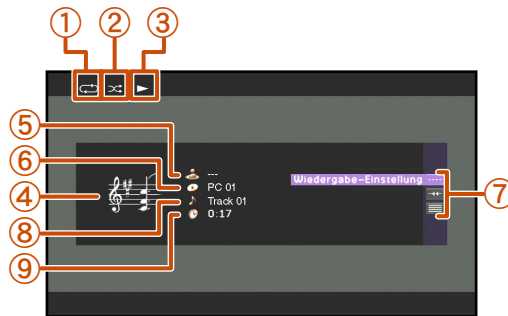 ① ② ③
⑤ ---
⑥ PC 01
Wiedergabe-Einstellung ----
④
⑦
⑧ Track 01
⑨ 0:17